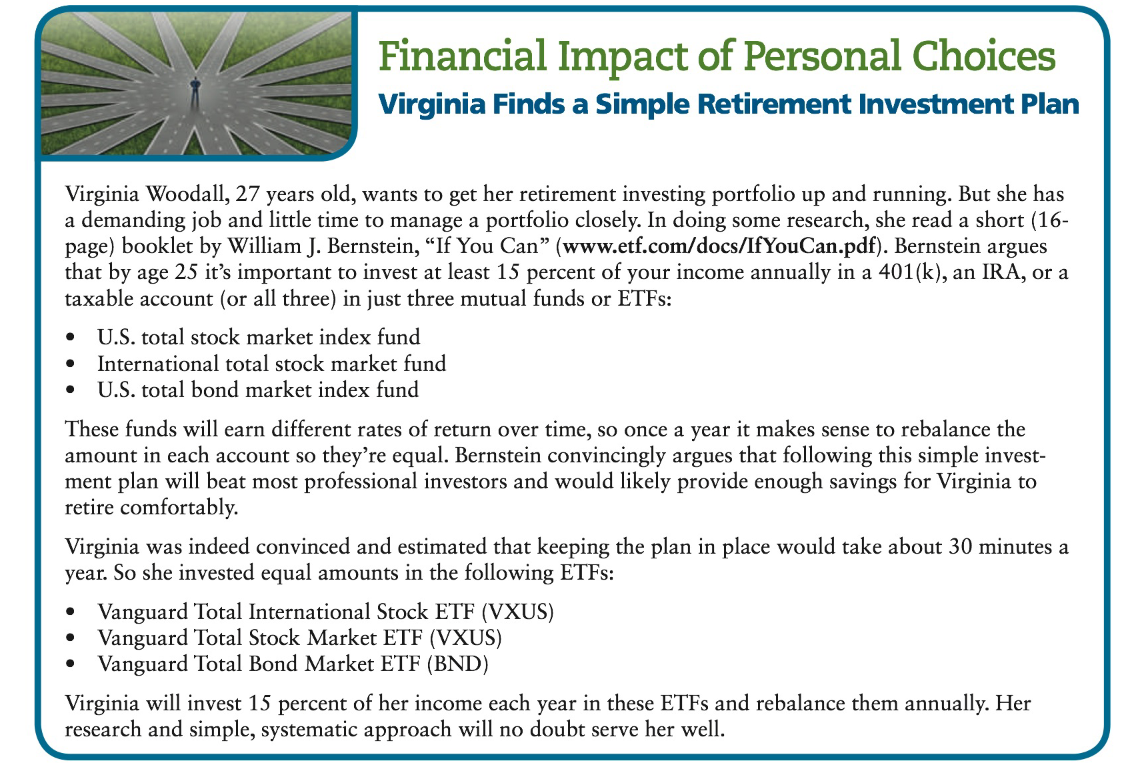 Financial Impact of Personal Choices
Virginia Finds a Simple Retirement Investment Plan
Virginia Woodall, 27 years old, wants to get her retirement investing portfolio up and running. But she has
a demanding job and little time to manage a portfolio closely. In doing some research, she read a short (16-
page) booklet by William J. Bernstein, “If You Can” (www.etf.com/docs/IfYouCan.pdf). Bernstein argues
that by age 25 it’s important to invest at least 15 percent of your income annually in a 401(k), an IRA, or a
taxable account (or all three) in just three mutual funds or ETFs:
• U.S. total stock market index fund
• International total stock market fund
• U.S. total bond market index fund
These funds will earn different rates of return over time, so once a year it makes sense to rebalance the
amount in each account so they’re equal. Bernstein convincingly argues that following this simple invest-
ment plan will beat most professional investors and would likely provide enough savings for Virginia to
retire comfortably.
Virginia was indeed convinced and estimated that keeping the plan in place would take about 30 minutes a
year. So she invested equal amounts in the following ETFs:
• Vanguard Total International Stock ETF (VXUS)
• Vanguard Total Stock Market ETF (VXUS)
• Vanguard Total Bond Market ETF (BND)
Virginia will invest 15 percent of her income each year in these ETFs and rebalance them annually. Her
research and simple, systematic approach will no doubt serve her well.